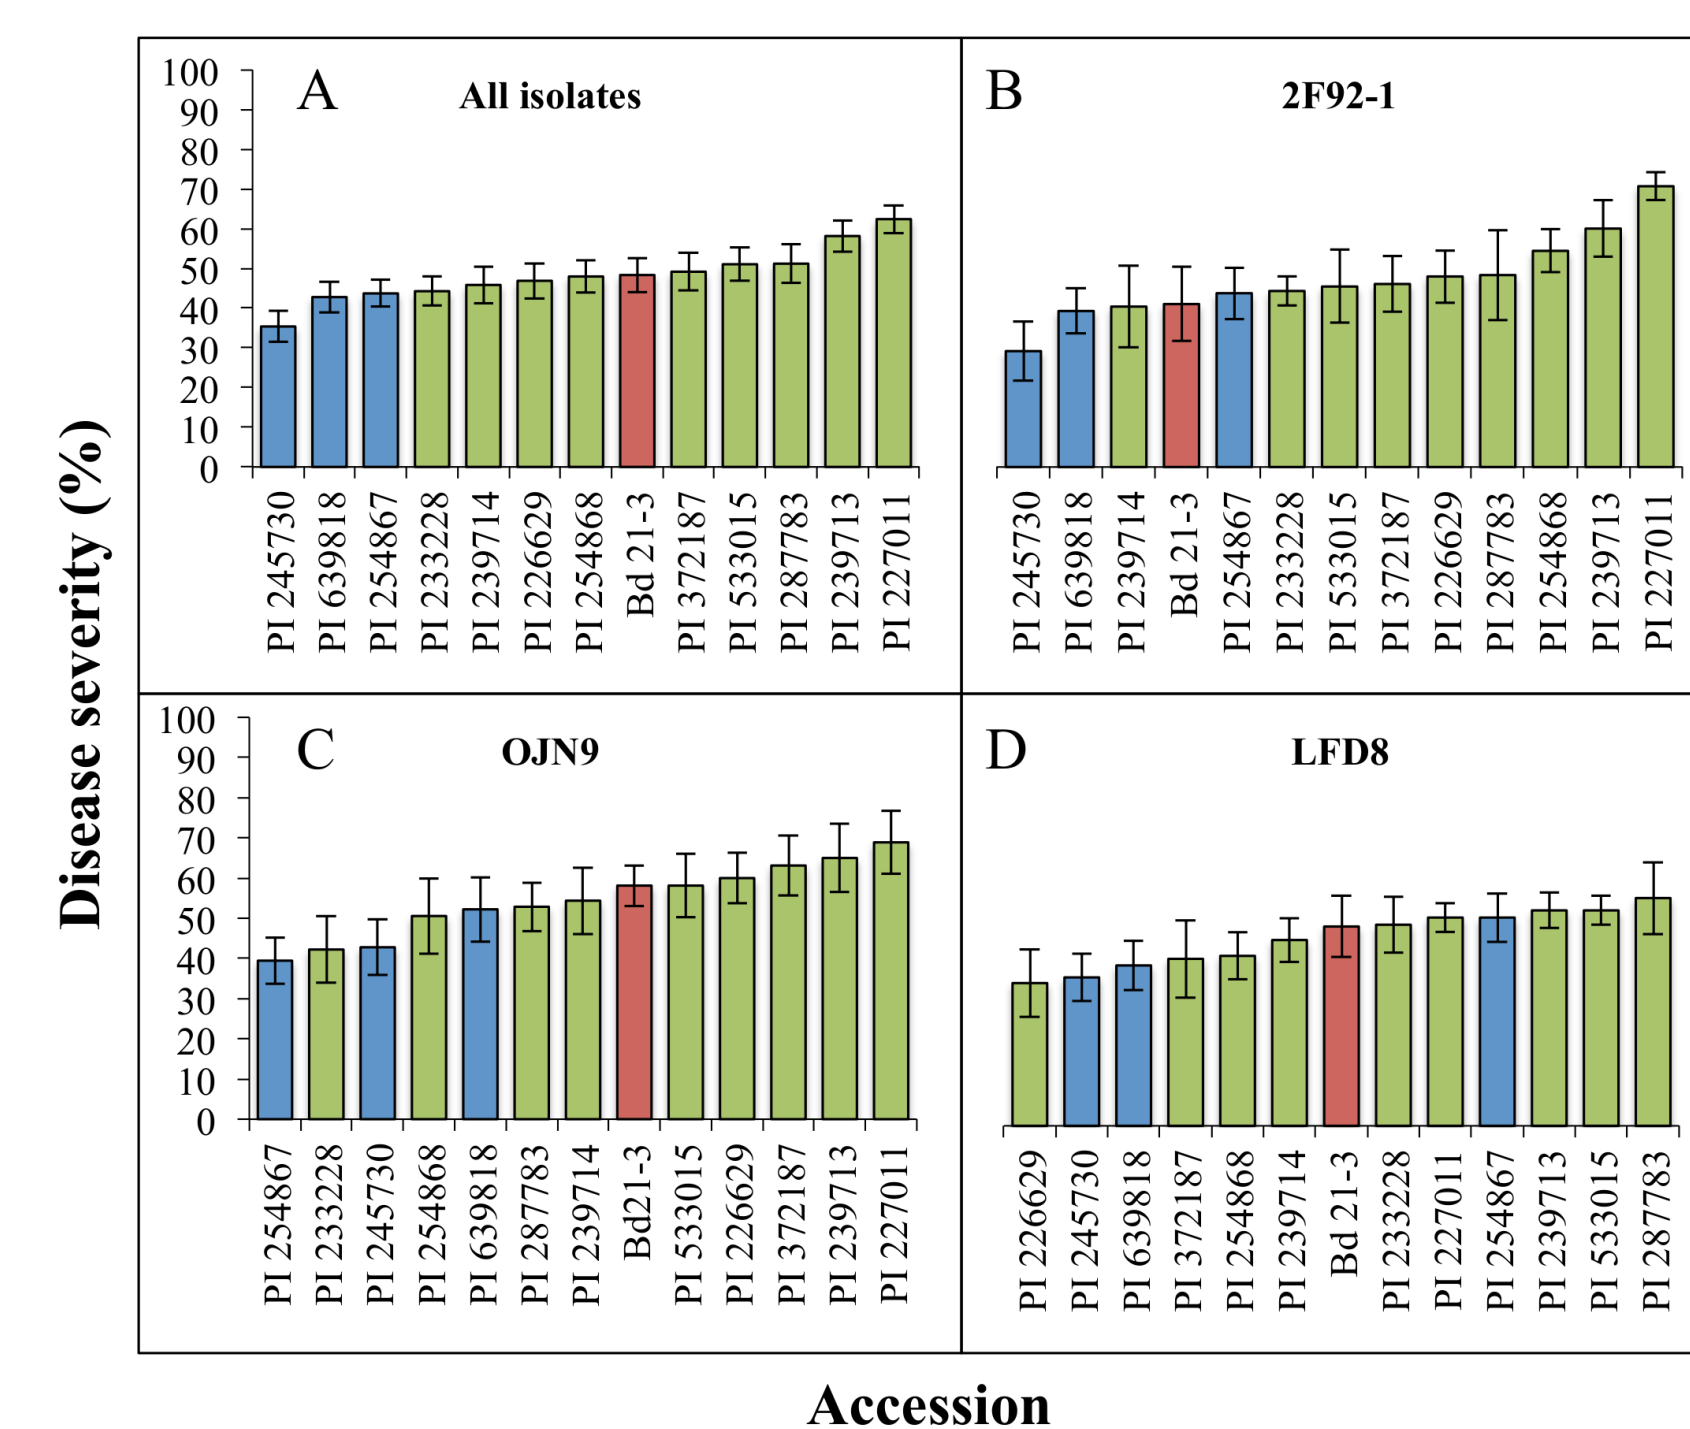 Disease severity (%)
A
All isolates
100
90
80
70
60
50
40
30
20
10
0
PI 245730
PI 639818
PI 254867
PI 233228
PI 239714
PI 226629
PI 254868
Bd 21-3
PI 372187
PI 533015
PI 287783
PI 239713
PI 227011
B
2F92-1
PI 245730
PI 639818
PI 239714
Bd 21-3
PI 254867
PI 233228
PI 533015
PI 372187
PI 226629
PI 287783
PI 254868
PI 239713
PI 227011
C
OJN9
100
90
80
70
60
50
40
30
20
10
0
PI 254867
PI 233228
PI 245730
PI 254868
PI 639818
PI 287783
PI 239714
Bd21-3
PI 533015
PI 226629
PI 372187
PI 239713
PI 227011
D
LFD8
PI 226629
PI 245730
PI 639818
PI 372187
PI 254868
PI 239714
Bd 21-3
PI 233228
PI 227011
PI 254867
PI 239713
PI 533015
PI 287783
Accession